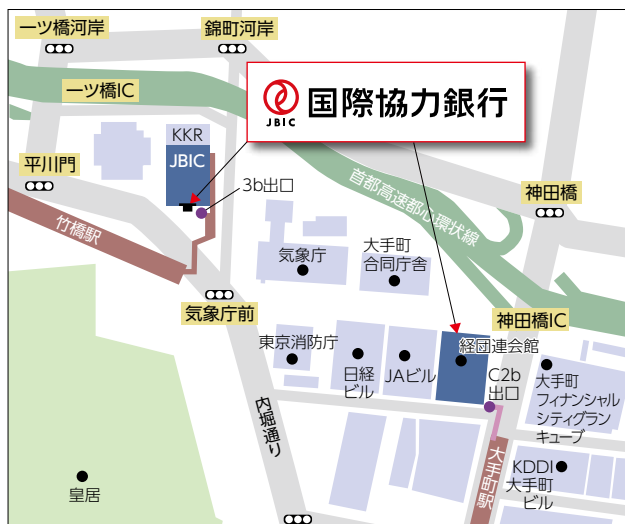 一ツ橋河岸
錦町河岸
一ツ橋IC
JBIC
国際協力銀行
KKR
JBIC
平川門
3b出口
首都高速都心環状線
神田橋
竹橋駅
気象庁
大手町
合同庁舎
気象庁前
神田橋IC
東京消防庁
経団連会館
日経
ビル
JAビル
C2b
出口
大手町
フィナンシャル
シティグラン
キューブ
内堀通り
大手町駅
KDDI
大手町
ビル
皇居